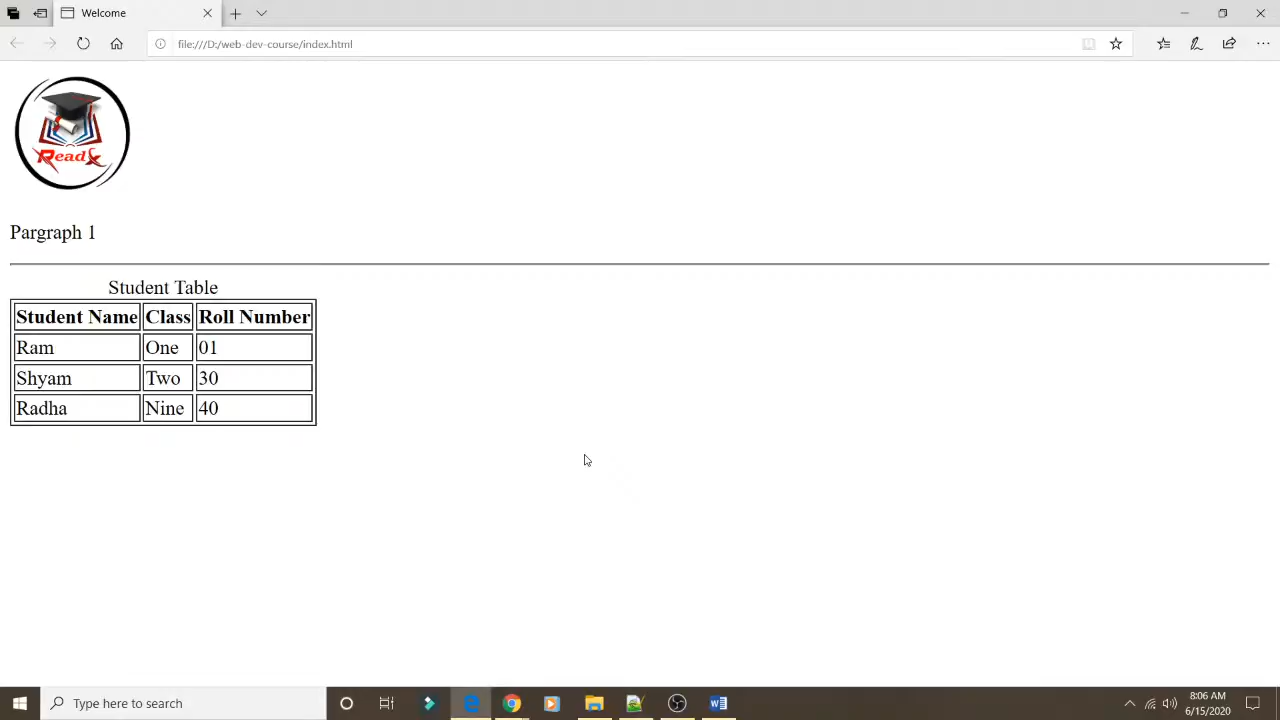 Welcome
file:///D:/web-dev-course/index.html
Read
Pargraph 1
Student Table
Student Name Class Roll Number
Ram One 01
Shyam Two 30
Radha Nine 40
Type here to search
8:06 AM
6/15/2020